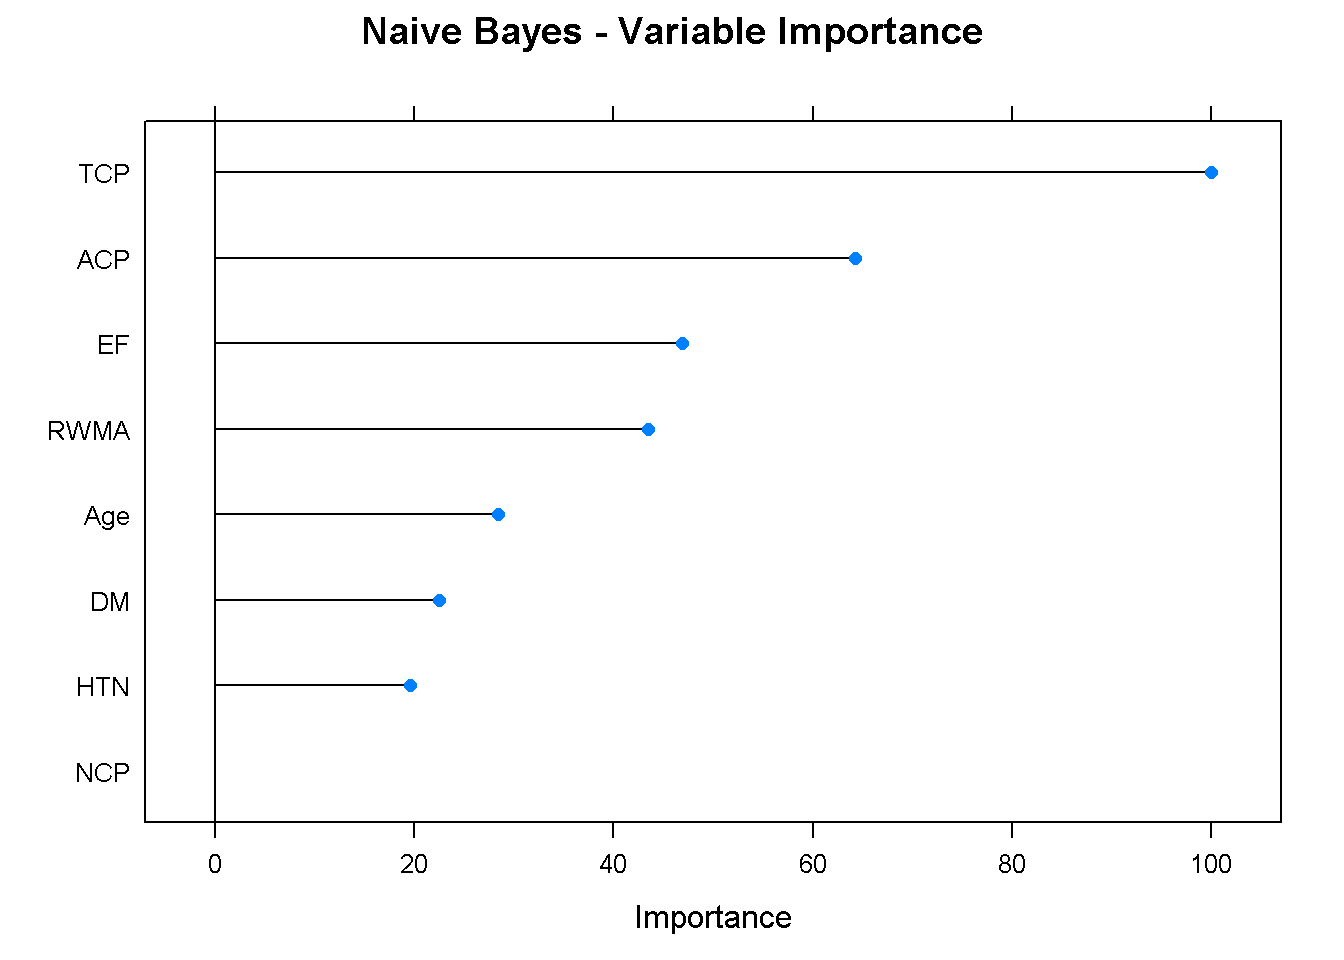 Naive Bayes - Variable Importance
TCP
ACP
EF
RWMA
Age
DM
HTN
NCP
0 20 40 60 80 100
Importance